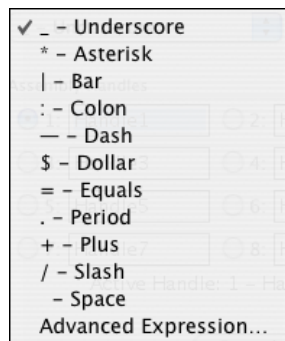 ✓ _ – Underscore
* – Asterisk
| – Bar
: – Colon
— – Dash
$ – Dollar
= – Equals
. – Period
+ – Plus
/ – Slash
– Space
Advanced Expression...